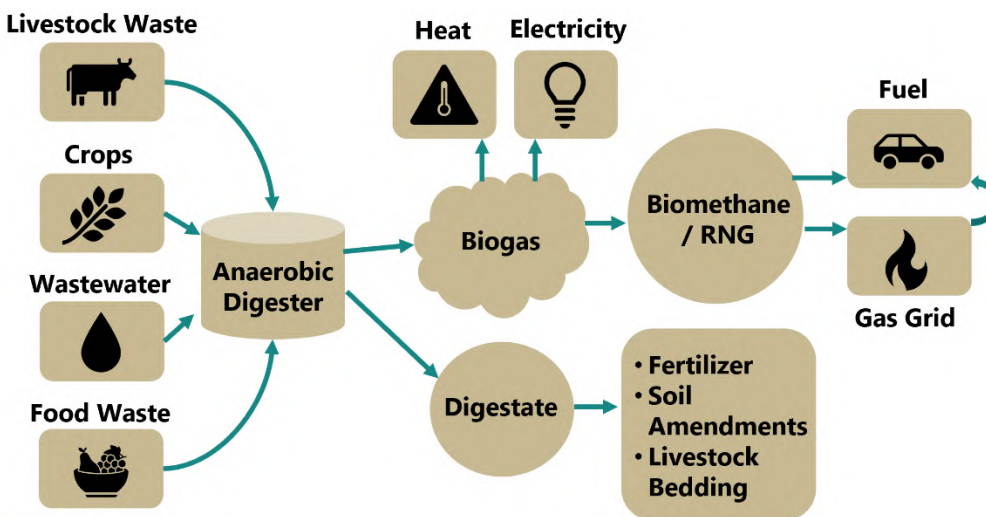 Livestock Waste
Crops
Wastewater
Food Waste
Anaerobic
Digester
Heat
Electricity
Biogas
Biomethane
/ RNG
Fuel
Gas Grid
Digestate
• Fertilizer
• Soil
Amendments
• Livestock
Bedding